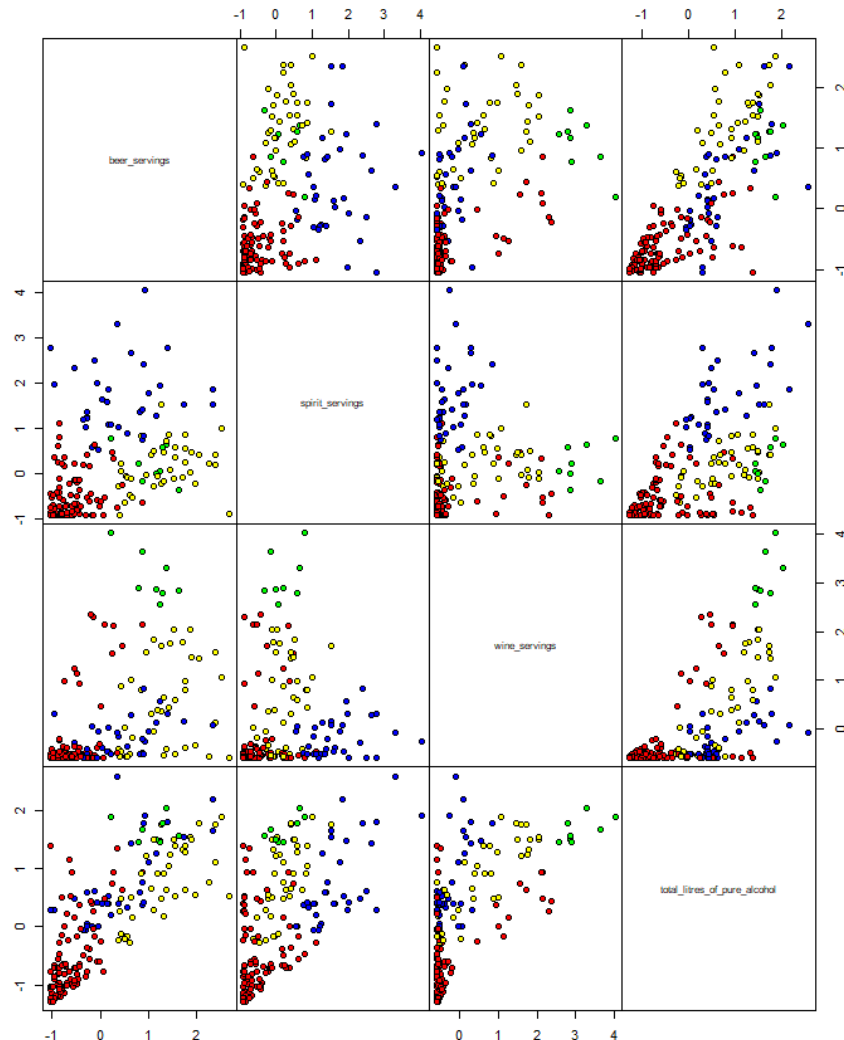 -1 0 1 2 3 4 -1 0 1 2
beer_servings
-1 0 1 2
-1 0 1 2 3 4
spirit_servings
wine_servings
0 1 2 3 4
-1 0 1 2
total_litres_of_pure_alcohol
-1 0 1 2 0 1 2 3 4